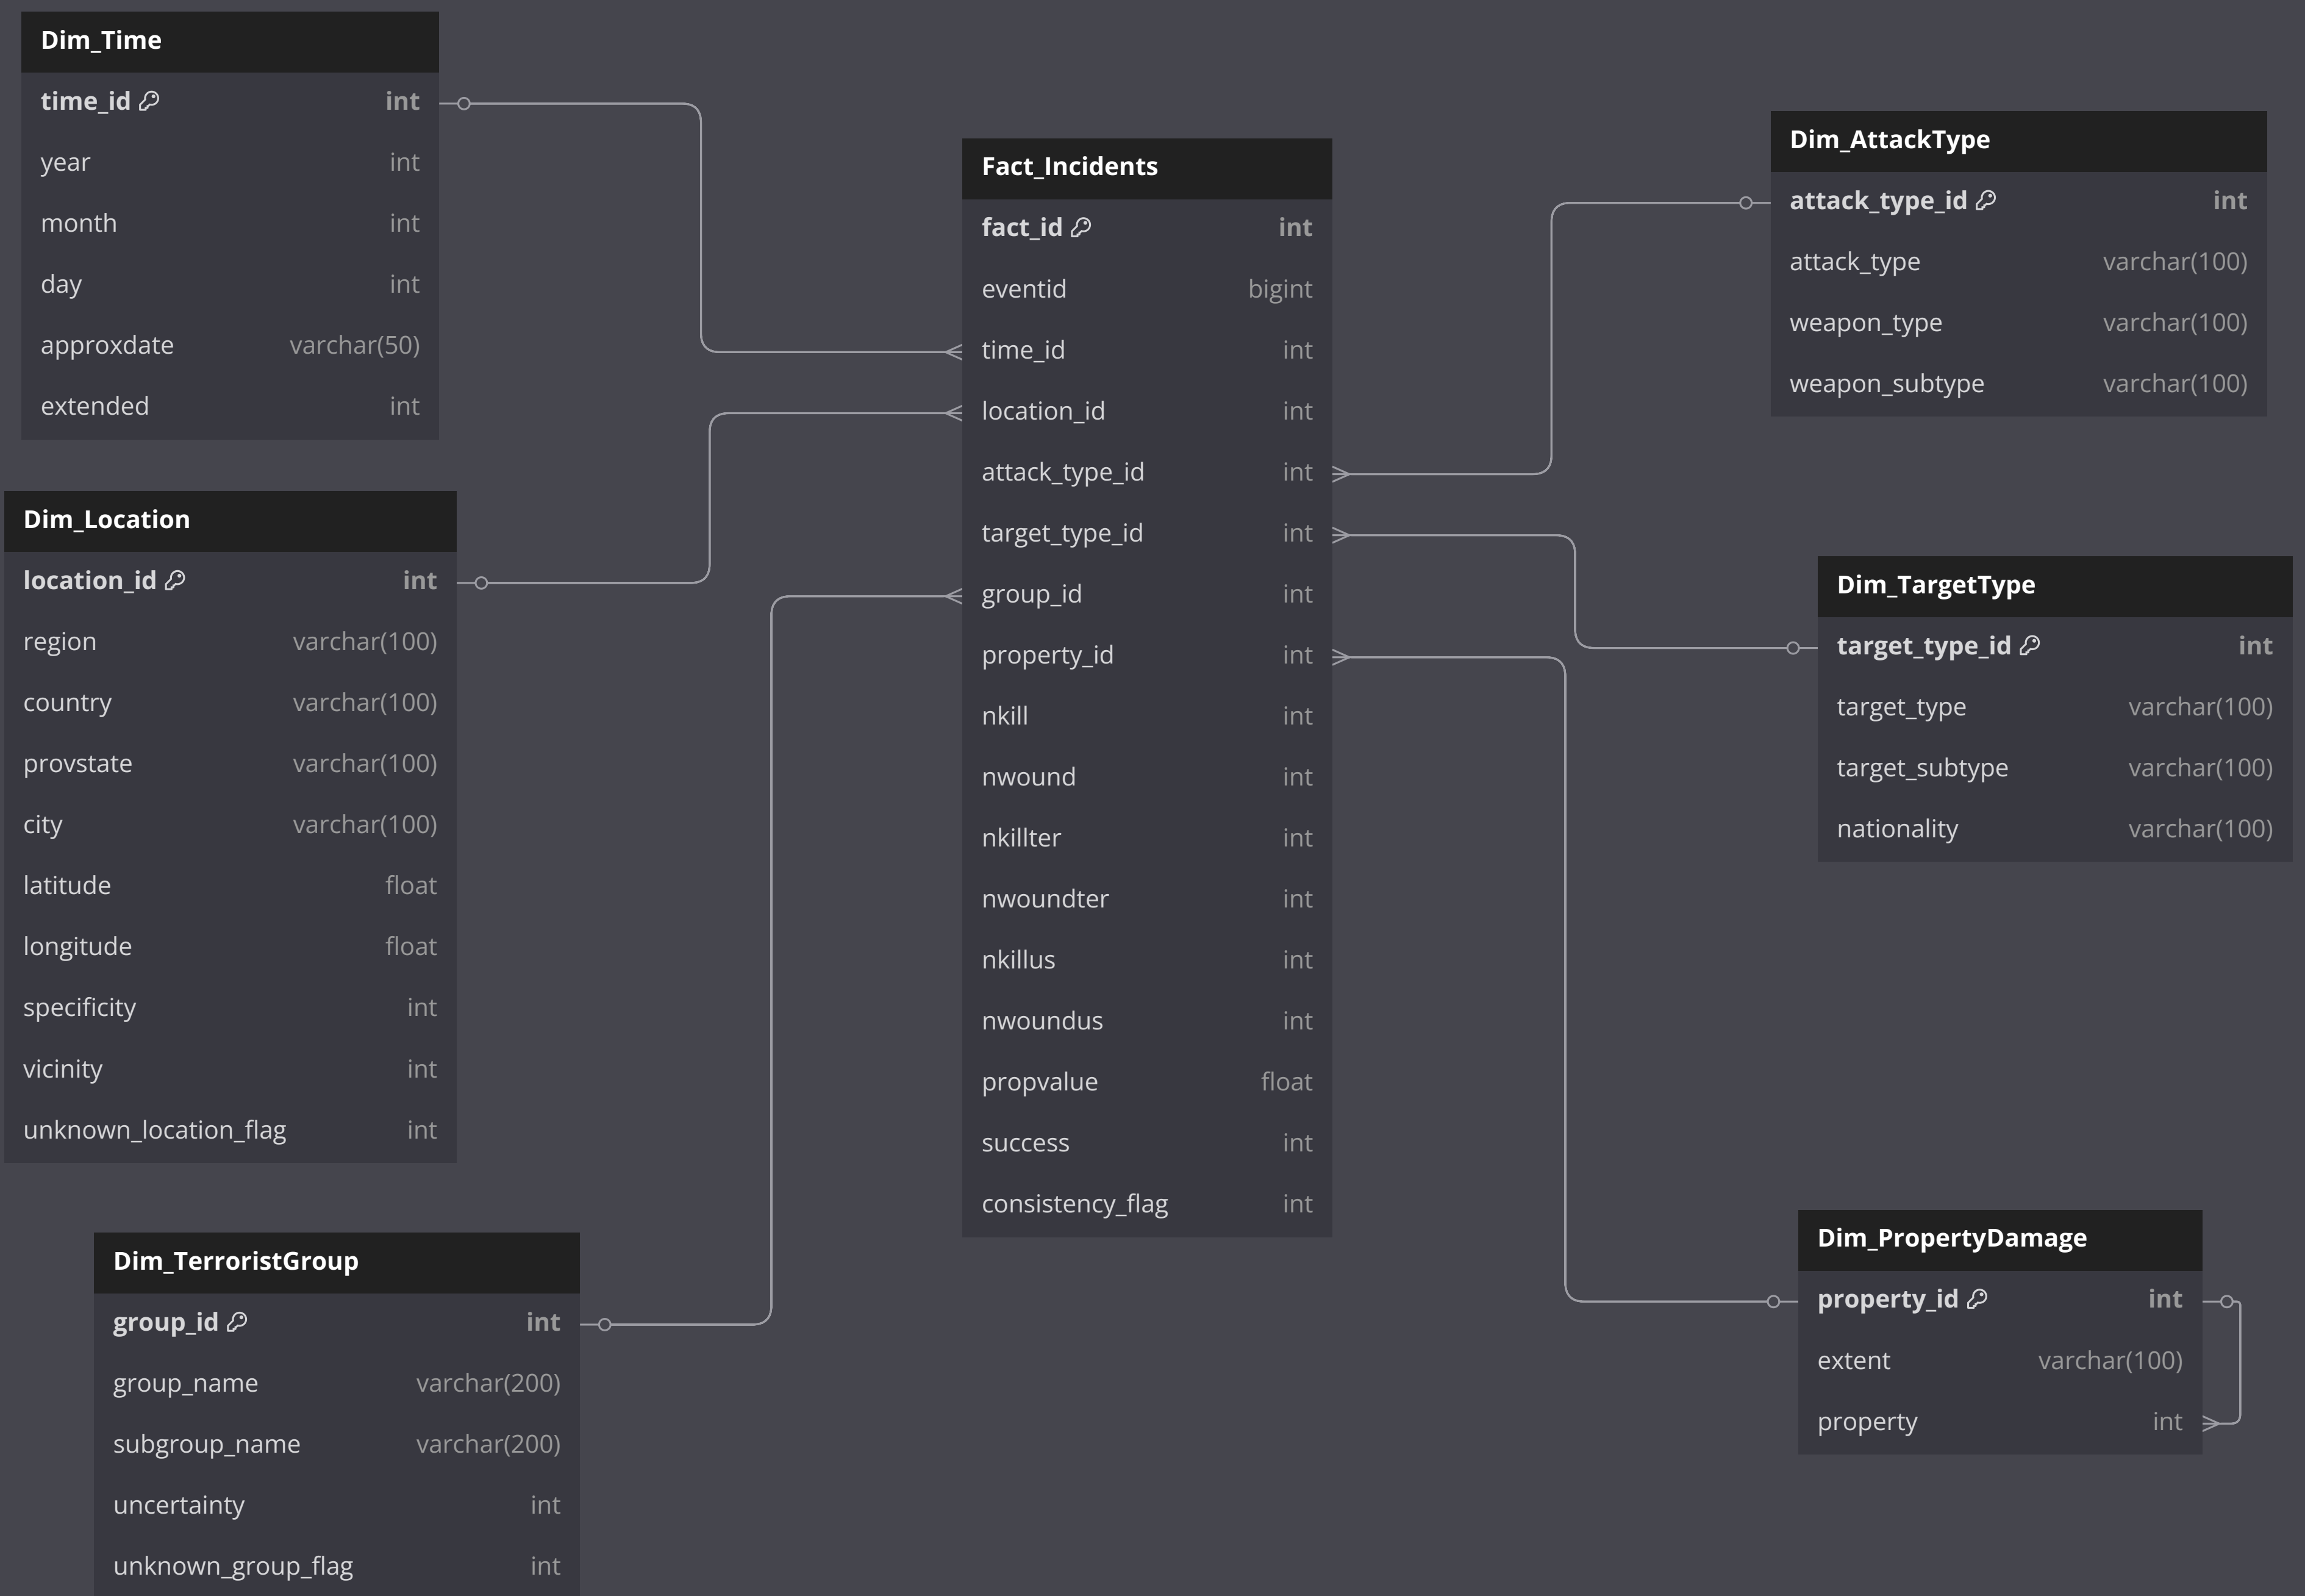 Dim_Time
time_id int
year int
month int
day int
approxdate varchar(50)
extended int
Dim_Location
location_id int
region varchar(100)
country varchar(100)
provstate varchar(100)
city varchar(100)
latitude float
longitude float
specificity int
vicinity int
unknown_location_flag int
Dim_TerroristGroup
group_id int
group_name varchar(200)
subgroup_name varchar(200)
uncertainty int
unknown_group_flag int
Fact_Incidents
fact_id int
eventid bigint
time_id int
location_id int
attack_type_id int
target_type_id int
group_id int
property_id int
nkill int
nwound int
nkillter int
nwoundter int
nkillus int
nwoundus int
propvalue float
success int
consistency_flag int
Dim_AttackType
attack_type_id int
attack_type varchar(100)
weapon_type varchar(100)
weapon_subtype varchar(100)
Dim_TargetType
target_type_id int
target_type varchar(100)
target_subtype varchar(100)
nationality varchar(100)
Dim_PropertyDamage
property_id int
extent varchar(100)
property int